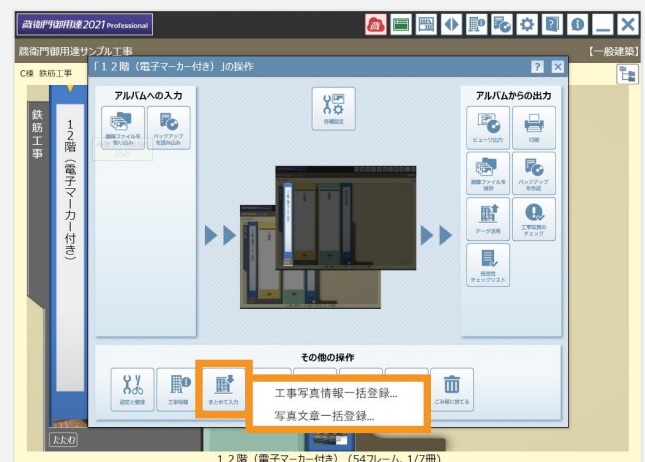 蔵衛門御用達2021 Professional
蔵衛門御用達サンプル工事
【一般建築】
C棟 鉄筋工事
「12階（電子マーカー付き）」の操作
鉄筋工事
12階（電子マーカー付き）
アルバムへの入力
画像ファイルを
取り込み
バックアップ
を読み込み
各種設定
アルバムからの出力
ビューワ出力
印刷
画像ファイルを
保存
バックアップ
を作成
データ活用
工事写真の
チェック
信憑性
チェックリスト
その他の操作
設定と整理
工事情報
まとめて入力
工事写真情報一括登録...
写真文章一括登録...
ごみ箱に捨てる
たたむ
12階（電子マーカー付き）（54フレーム、1/7冊）